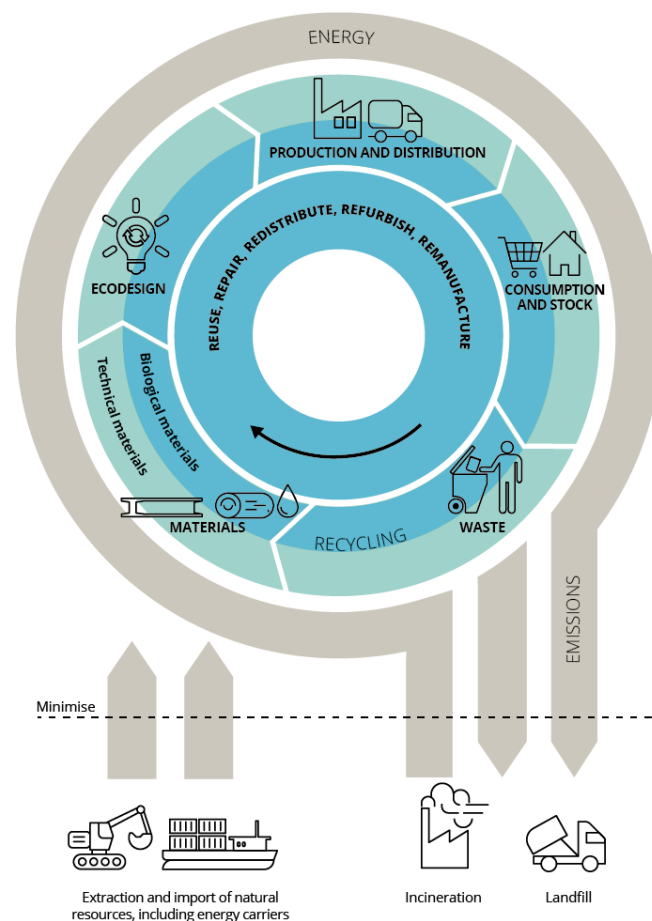 ENERGY
PRODUCTION AND DISTRIBUTION
REUSE, REPAIR, REDISTRIBUTE, REFURBISH, REMANUFACTURE
ECODESIGN
CONSUMPTION
AND STOCK
Biological materials
Technical materials
MATERIALS
RECYCLING
WASTE
EMISSIONS
Minimise
Extraction and import of natural
resources, including energy carriers
Incineration
Landfill